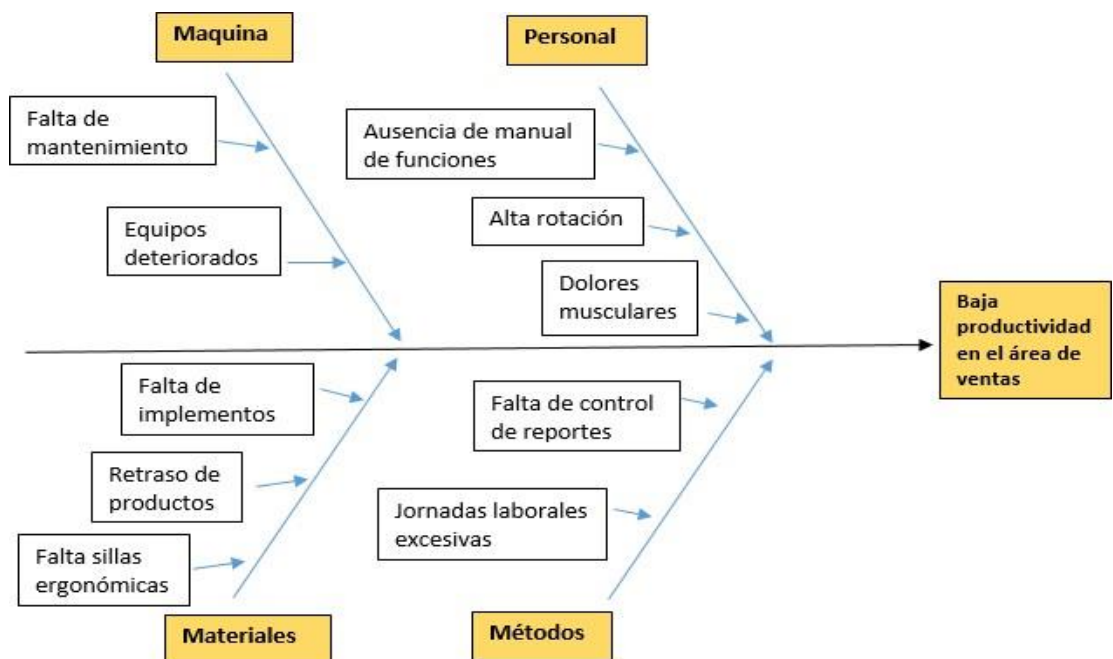 Maquina
Personal
Falta de
mantenimiento
Ausencia de manual
de funciones
Equipos
deteriorados
Alta rotación
Dolores
musculares
Baja
productividad
en el área de
ventas
Falta de
implementos
Falta de control
de reportes
Retraso de
productos
Jornadas laborales
excesivas
Falta sillas
ergonómicas
Materiales
Métodos